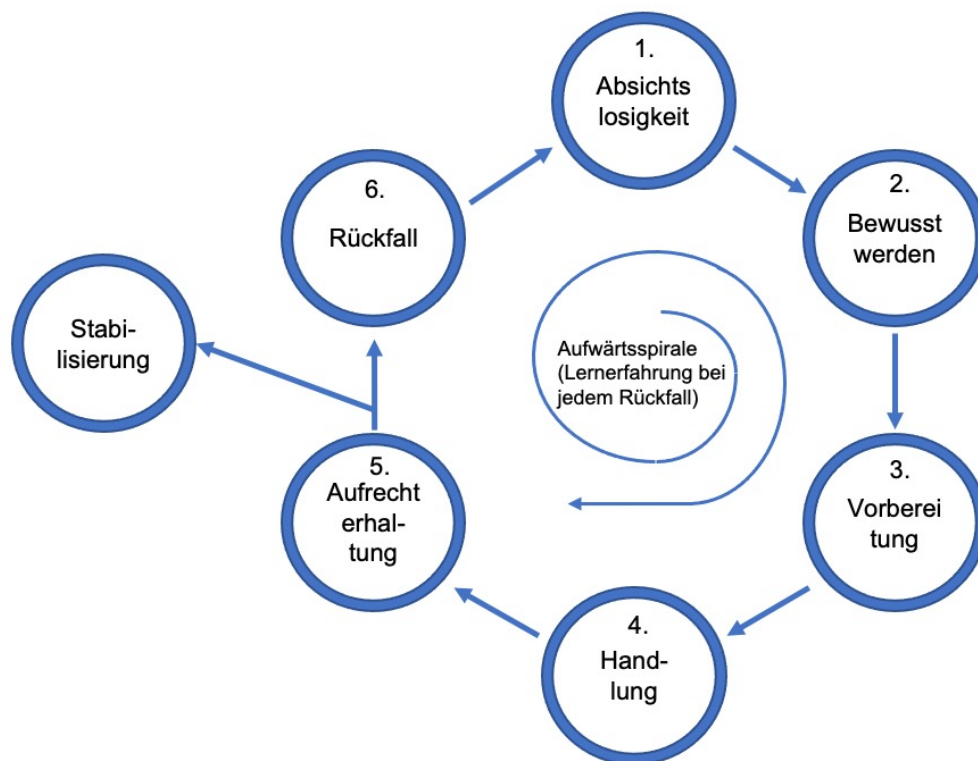 1.
Absichts
losigkeit
2.
Bewusst
werden
3.
Vorberei
tung
4.
Hand-
lung
5.
Aufrecht
erhal-
tung
6.
Rückfall
Stabi-
lisierung
Aufwärtsspirale
(Lernerfahrung bei
jedem Rückfall)